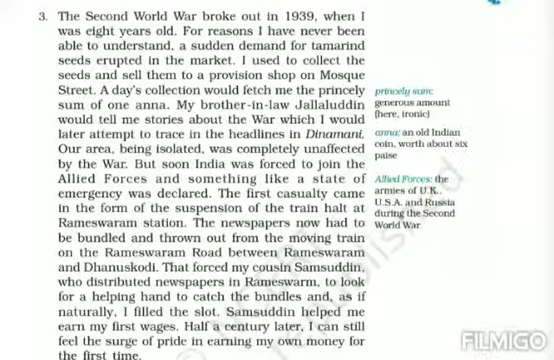 3. The Second World War broke out in 1939, when I
was eight years old. For reasons I have never been
able to understand, a sudden demand for tamarind
seeds erupted in the market. I used to collect the
seeds and sell them to a provision shop on Mosque
Street. A day's collection would fetch me the princely
sum of one anna. My brother-in-law Jallaluddin
would tell me stories about the War which I would
later attempt to trace in the headlines in Dinamani.
Our area, being isolated, was completely unaffected
by the War. But soon India was forced to join the
Allied Forces and something like a state of
emergency was declared. The first casualty came
in the form of the suspension of the train halt at
Rameswaram station. The newspapers now had to
be bundled and thrown out from the moving train
on the Rameswaram Road between Rameswaram
and Dhanuskodi. That forced my cousin Samsuddin,
who distributed newspapers in Rameswarm, to look
for a helping hand to catch the bundles and, as if
naturally, I filled the slot. Samsuddin helped me
earn my first wages. Half a century later, I can still
feel the surge of pride in earning my own money for
the first time.
princely sum:
generous amount
(here, ironic)
anna: an old Indian
coin, worth about six
paise
Allied Forces: the
armies of U.K.,
U.S.A. and Russia
during the Second
World War
FILMIGO